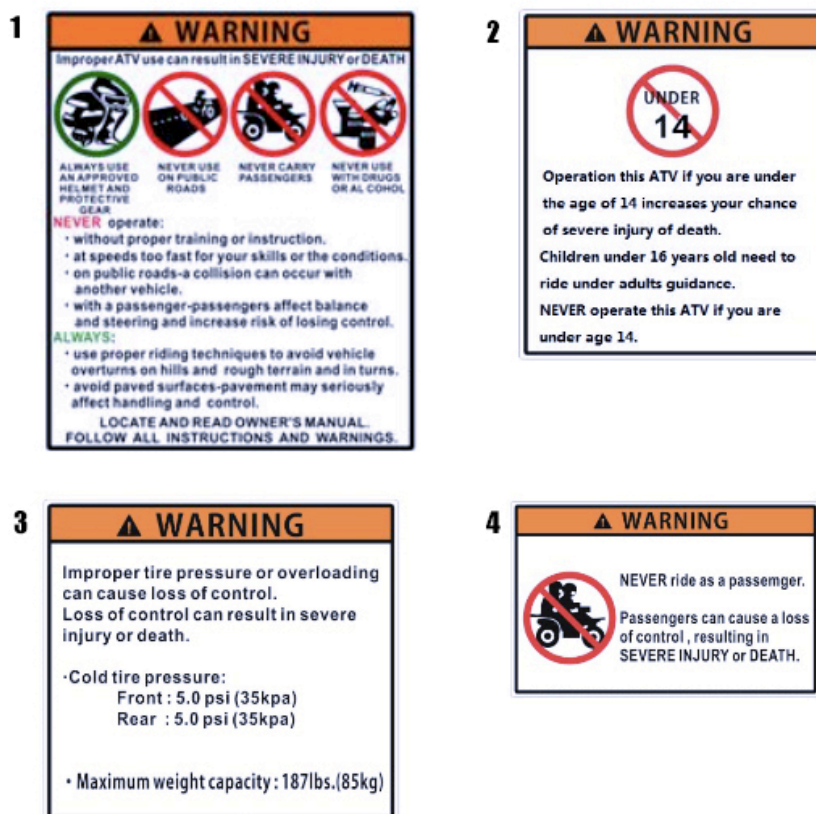 1
WARNING
Improper ATV use can result in SEVERE INJURY or DEATH
ALWAYS USE
AN APPROVED
HELMET AND
PROTECTIVE
GEAR
NEVER USE
ON PUBLIC
ROADS
NEVER CARRY
PASSENGERS
NEVER USE
WITH DRUGS
OR AL COHOL
NEVER operate:
· without proper training or instruction.
· at speeds too fast for your skills or the conditions.
· on public roads-a collision can occur with
another vehicle.
· with a passenger-passengers affect balance
and steering and increase risk of losing control.
ALWAYS:
· use proper riding techniques to avoid vehicle
overturns on hills and rough terrain and in turns.
· avoid paved surfaces-pavement may seriously
affect handling and control.
LOCATE AND READ OWNER'S MANUAL.
FOLLOW ALL INSTRUCTIONS AND WARNINGS.
2
WARNING
UNDER
14
Operation this ATV if you are under
the age of 14 increases your chance
of severe injury of death.
Children under 16 years old need to
ride under adults guidance.
NEVER operate this ATV if you are
under age 14.
3
WARNING
Improper tire pressure or overloading
can cause loss of control.
Loss of control can result in severe
injury or death.
·Cold tire pressure:
Front : 5.0 psi (35kpa)
Rear : 5.0 psi (35kpa)
· Maximum weight capacity : 187lbs.(85kg)
4
WARNING
NEVER ride as a passemger.
Passengers can cause a loss
of control , resulting in
SEVERE INJURY or DEATH.